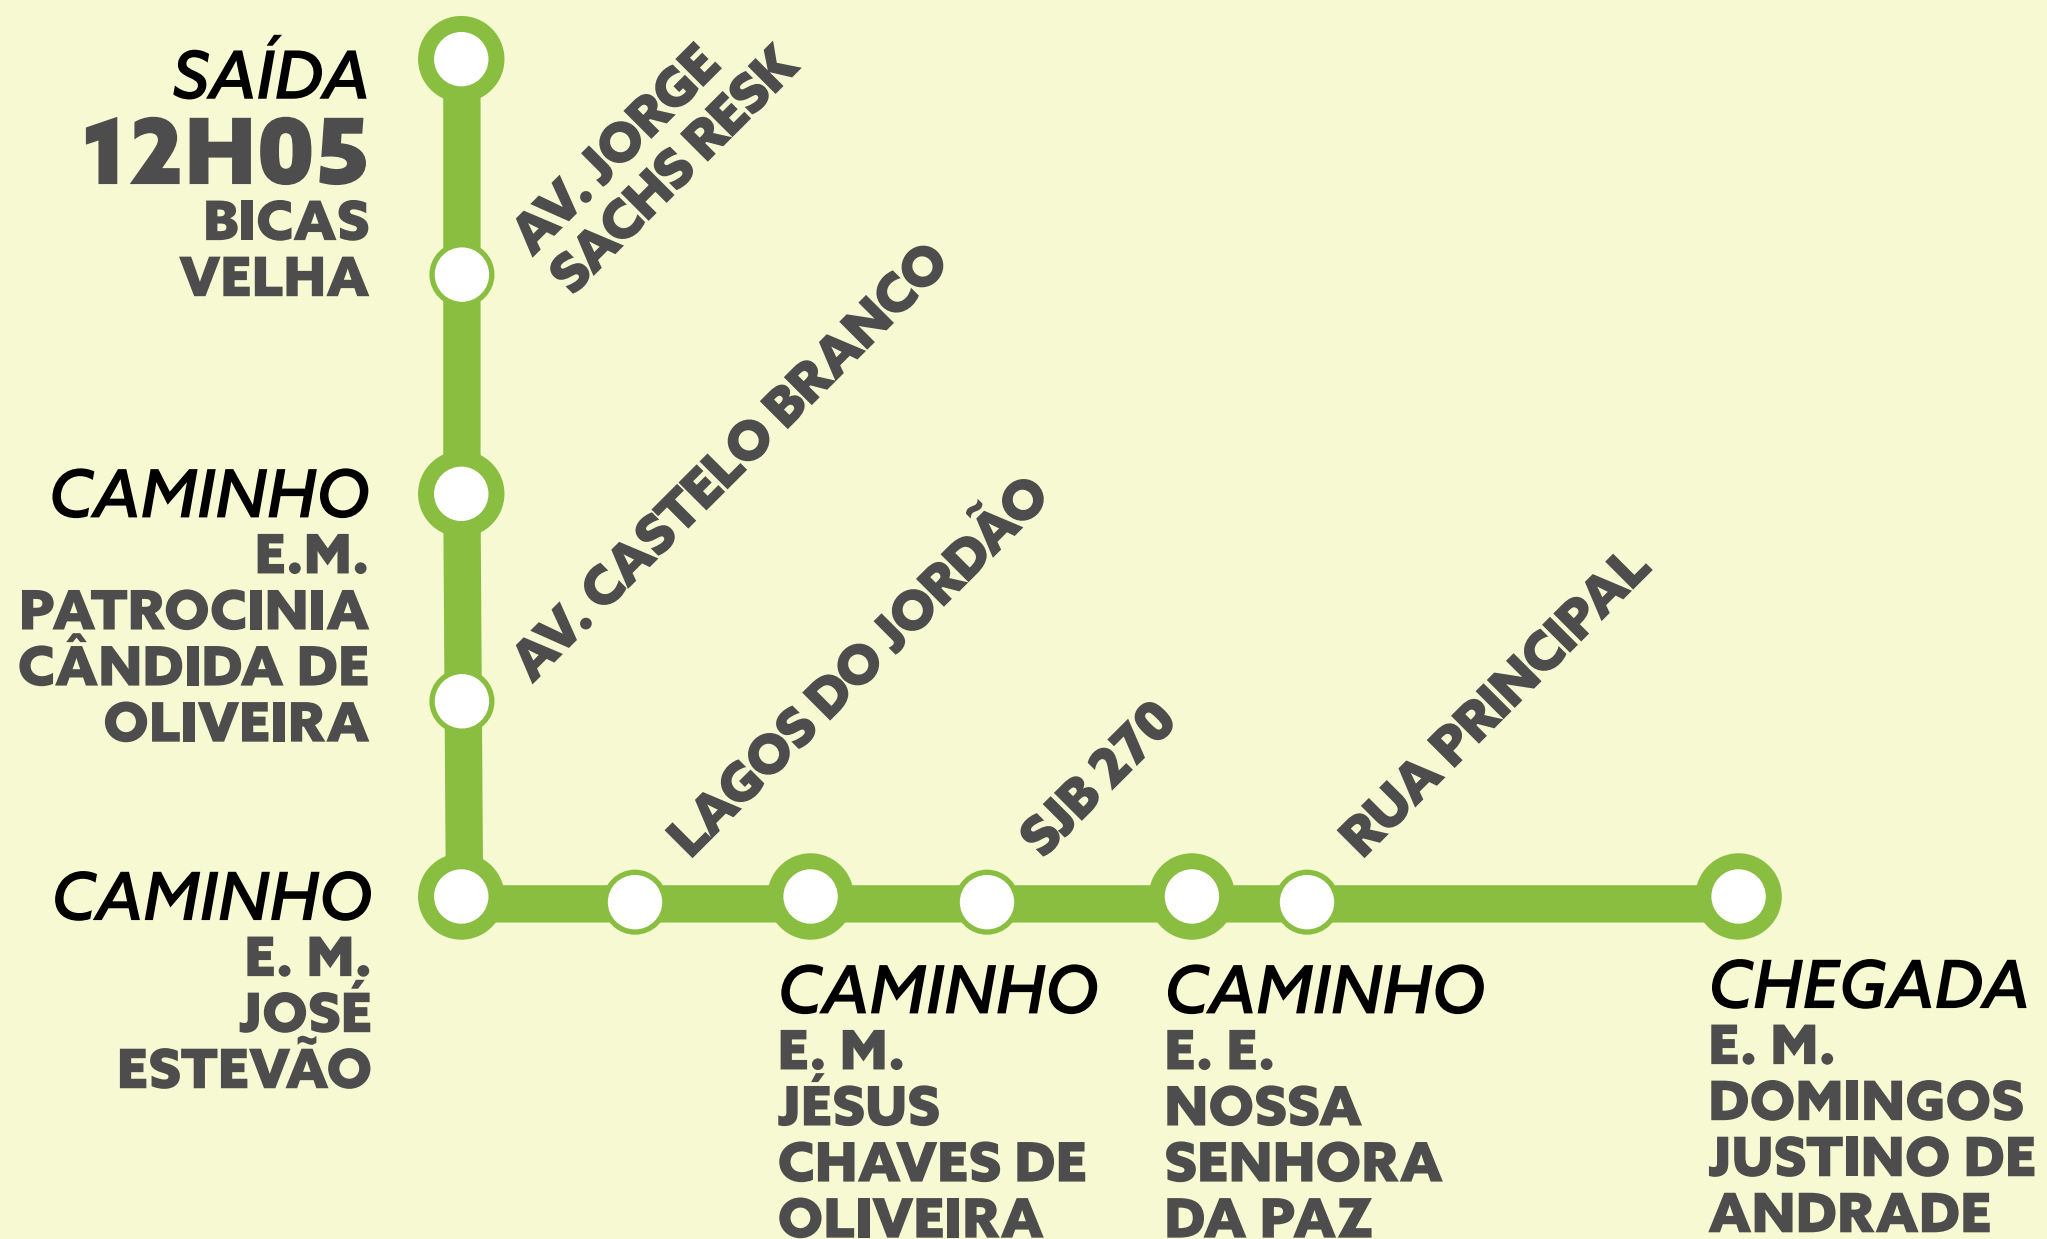 SAÍDA
12H05
BICAS
VELHA
AV. JORGE
SACHS RESK
CAMINHO
E.M.
PATROCINIA
CÂNDIDA DE
OLIVEIRA
AV. CASTELO BRANCO
CAMINHO
E. M.
JOSÉ
ESTEVÃO
LAGOS DO JORDÃO
CAMINHO
E. M.
JÉSUS
CHAVES DE
OLIVEIRA
SJB 270
CAMINHO
E. E.
NOSSA
SENHORA
DA PAZ
RUA PRINCIPAL
CHEGADA
E. M.
DOMINGOS
JUSTINO DE
ANDRADE